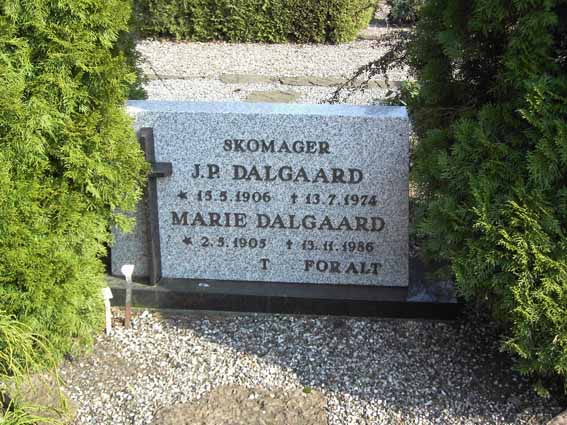 SKOMAGER
J.P. DALGAARD
* 15.5.1906 † 13.7.1974
MARIE DALGAARD
* 2.5.1905 † 13.11.1986
T FOR ALT